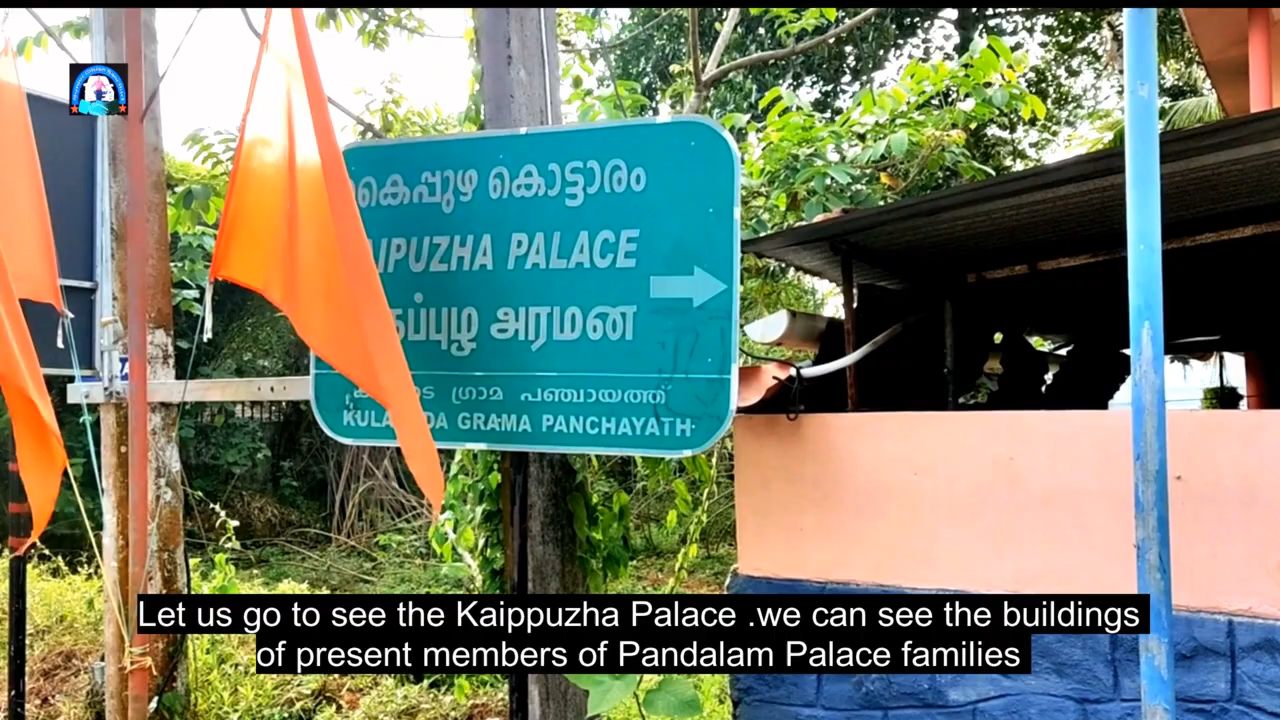 കൈപ്പുഴ കൊട്ടാരം
AIPUZHA PALACE
கைப்புழ அரமன
ഗ്രാമ പഞ്ചായത്ത്
GRAMA PANCHAYATH
Let us go to see the Kaippuzha Palace .we can see the buildings
of present members of Pandalam Palace families